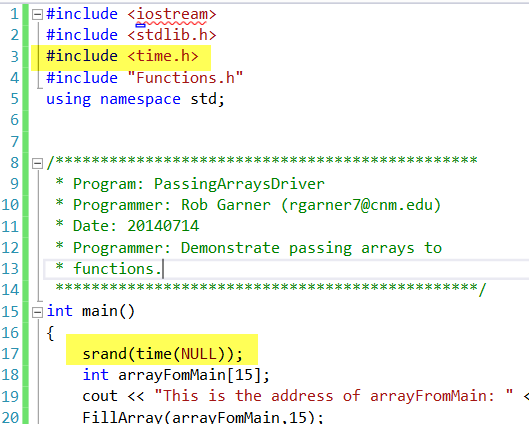 1 #include <iostream>
2 #include <stdlib.h>
3 #include <time.h>
4 #include "Functions.h"
5 using namespace std;
6
7
8 /***********************************************
9 * Program: PassingArraysDriver
10 * Programmer: Rob Garner (rgarner7@cnm.edu)
11 * Date: 20140714
12 * Programmer: Demonstrate passing arrays to
13 * functions.
14 ***********************************************/
15 int main()
16 {
17 srand(time(NULL));
18 int arrayFomMain[15];
19 cout << "This is the address of arrayFromMain: " <
20 FillArray(arrayFomMain,15);